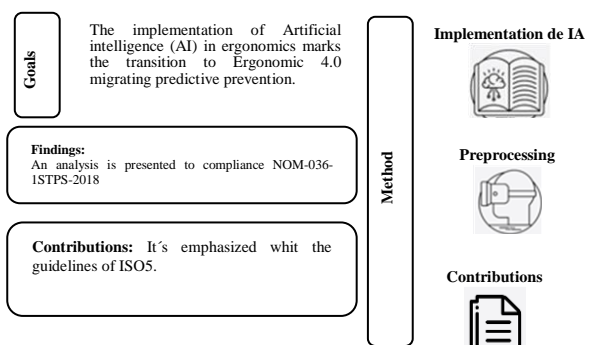 Goals
The implementation of Artificial
intelligence (AI) in ergonomics marks
the transition to Ergonomic 4.0
migrating predictive prevention.
Findings:
An analysis is presented to compliance NOM-036-
1STPS-2018
Contributions: It´s emphasized whit the
guidelines of ISO5.
Method
Implementation de IA
Preprocessing
Contributions